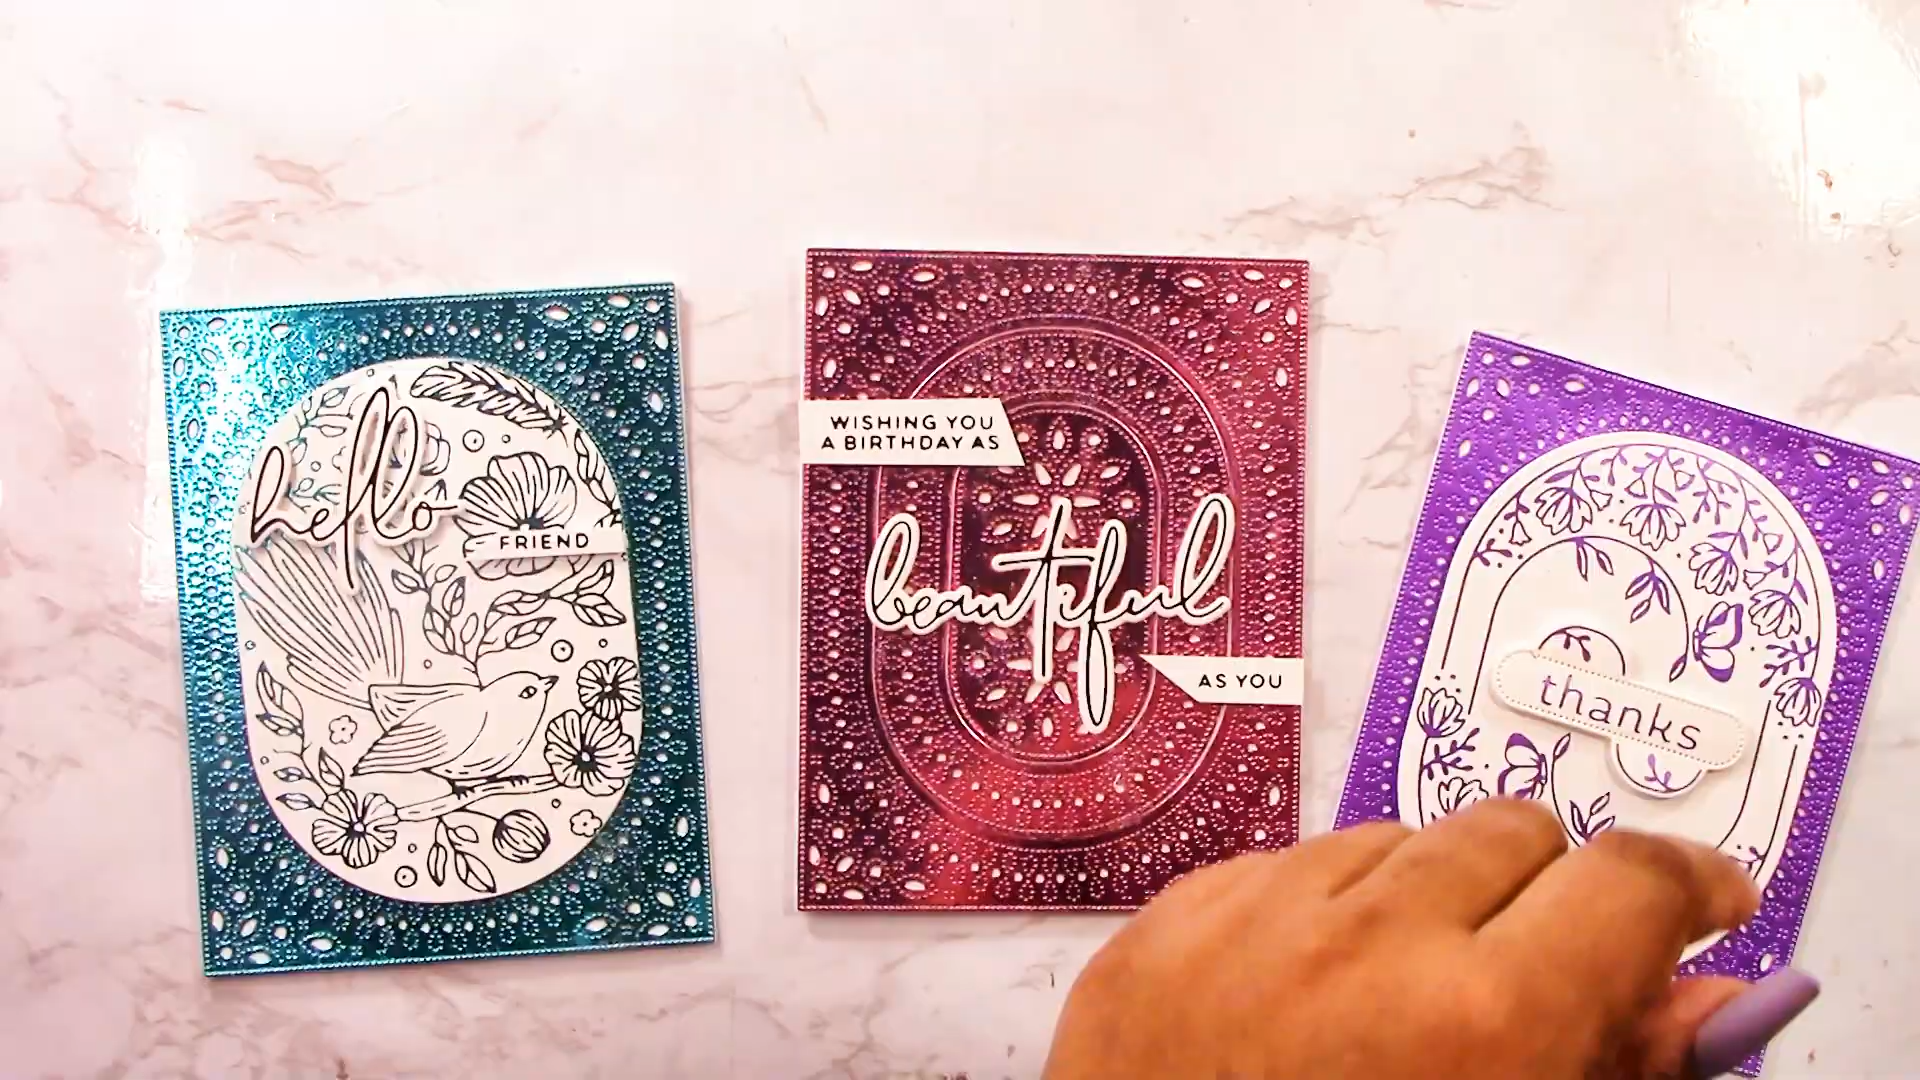 hello
FRIEND
WISHING YOU
A BIRTHDAY AS
beautiful
AS YOU
thanks